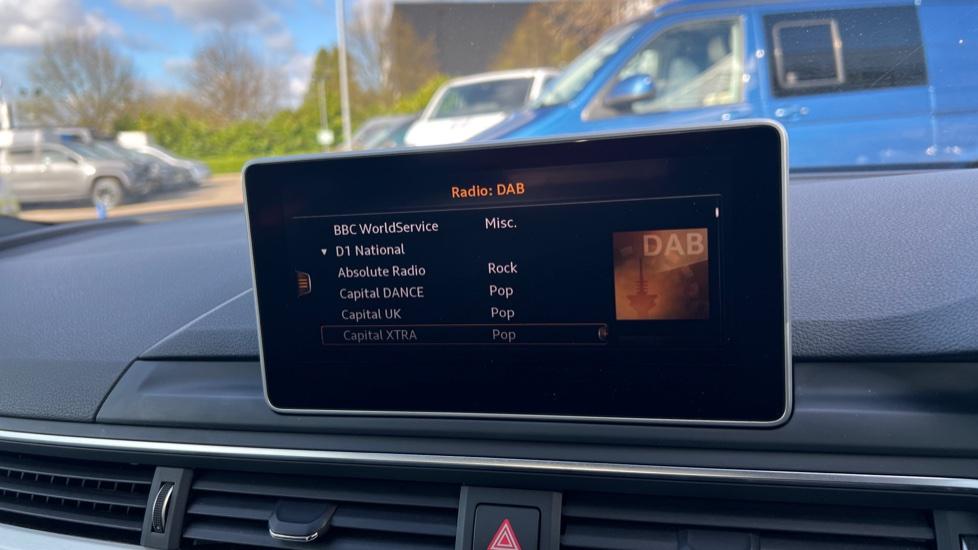 Radio: DAB
BBC WorldService Misc.
▼ D1 National
Absolute Radio Rock
Capital DANCE Pop
Capital UK Pop
Capital XTRA Pop
DAB